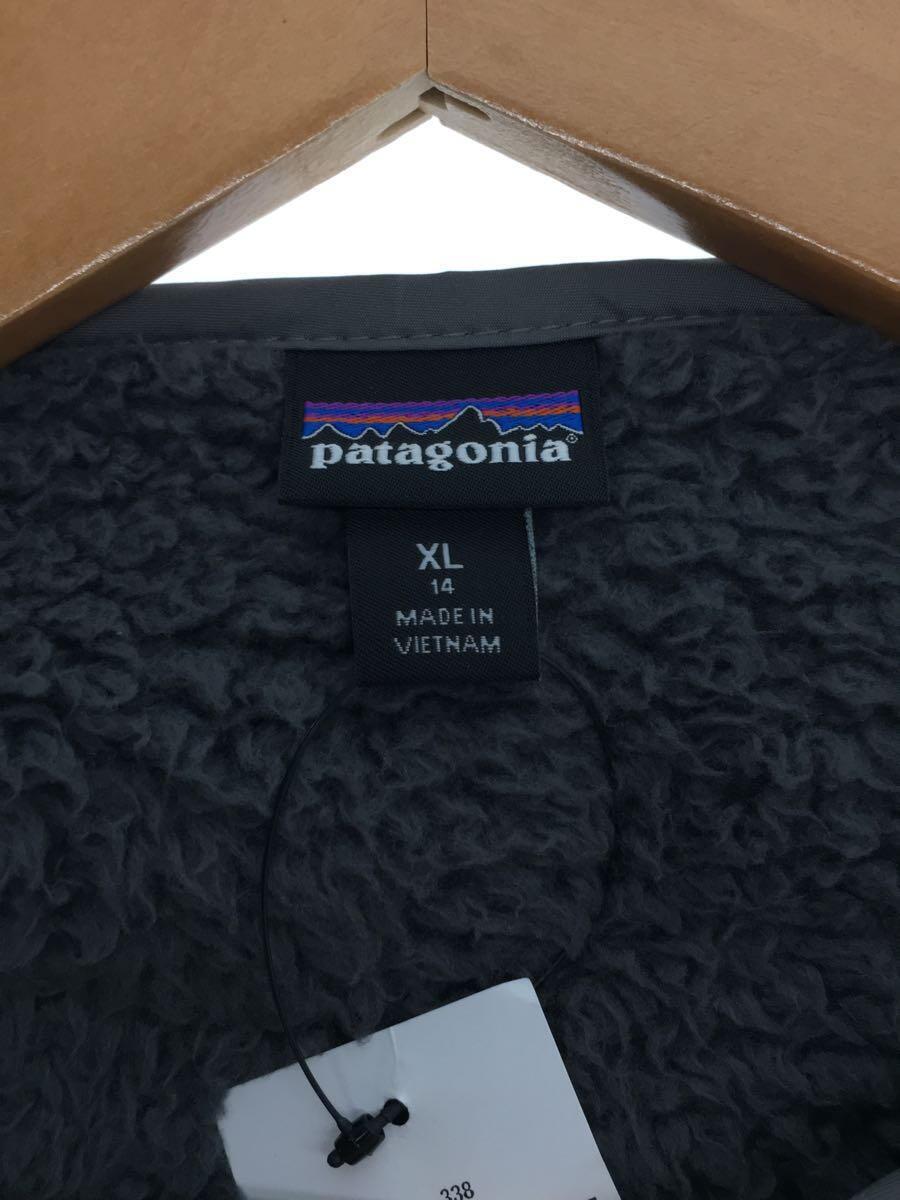 patagonia®
XL
14
MADE IN
VIETNAM
338